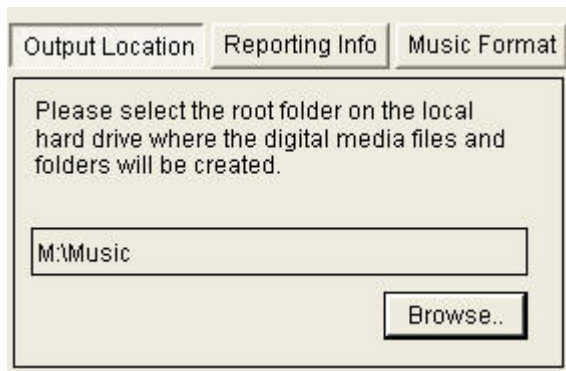 Output Location Reporting Info Music Format
Please select the root folder on the local
hard drive where the digital media files and
folders will be created.
M:\Music
Browse..